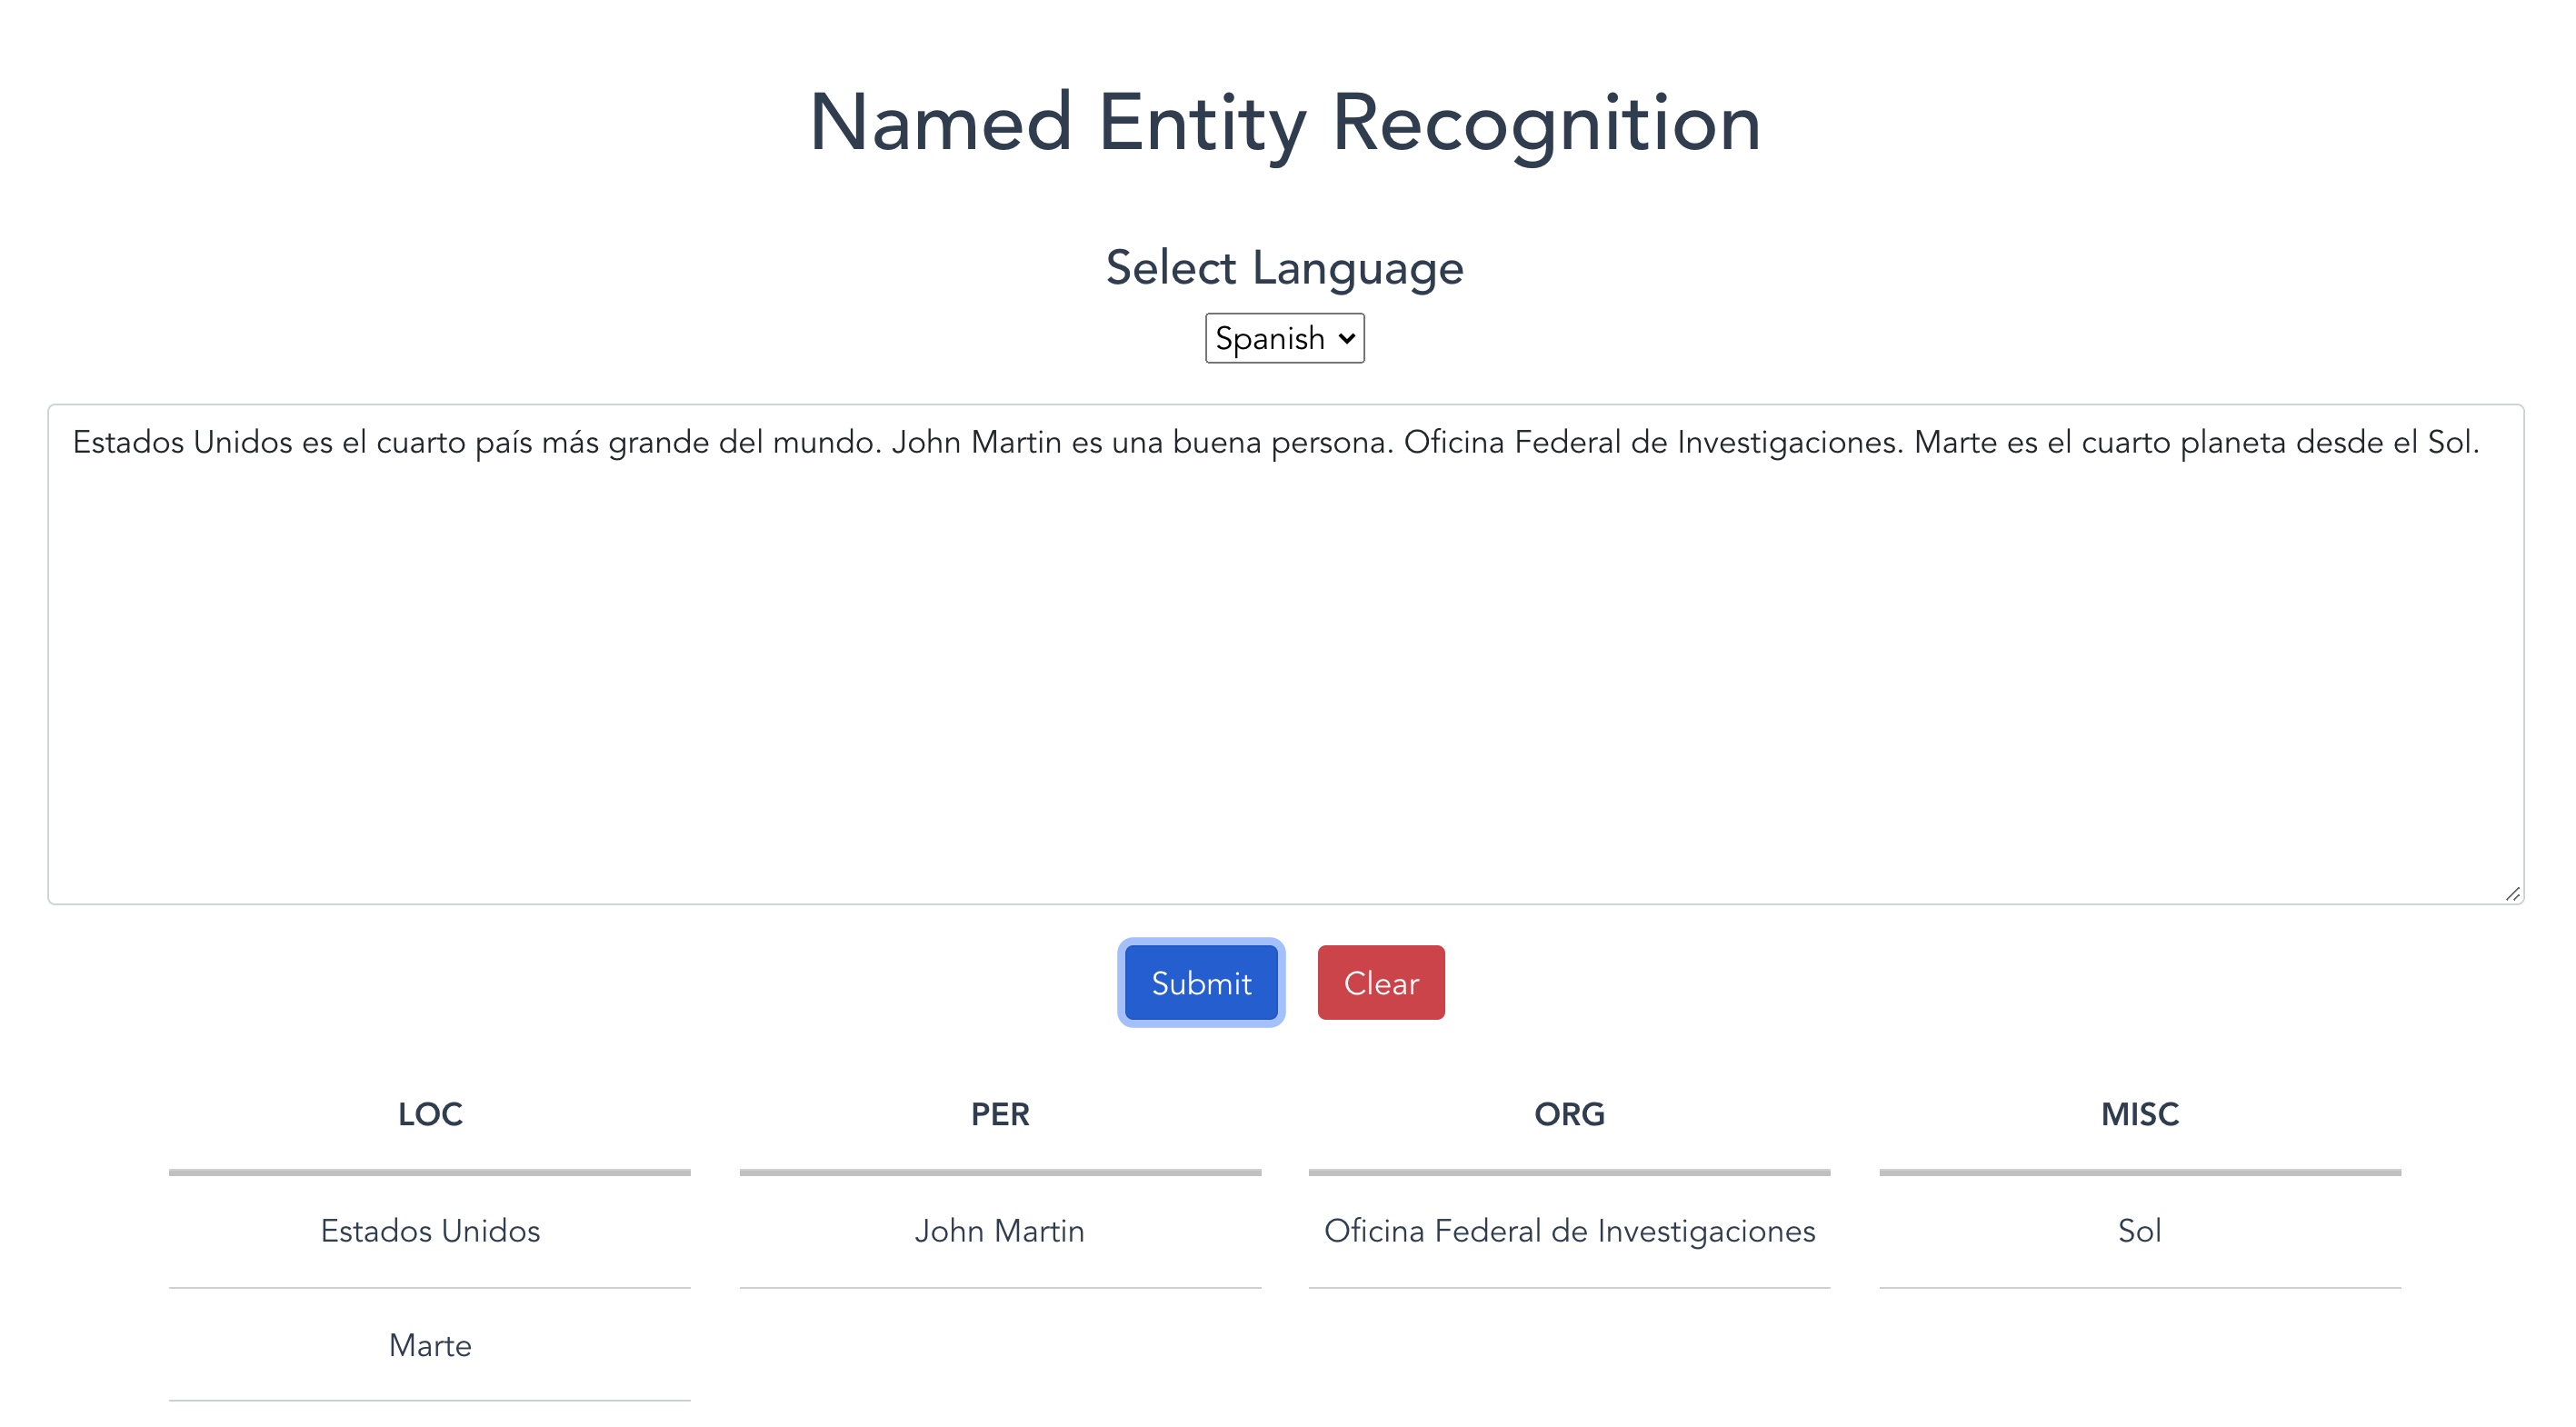 Named Entity Recognition
Select Language
Spanish
Estados Unidos es el cuarto país más grande del mundo. John Martin es una buena persona. Oficina Federal de Investigaciones. Marte es el cuarto planeta desde el Sol.
Submit Clear
LOC PER ORG MISC
Estados Unidos John Martin Oficina Federal de Investigaciones Sol
Marte